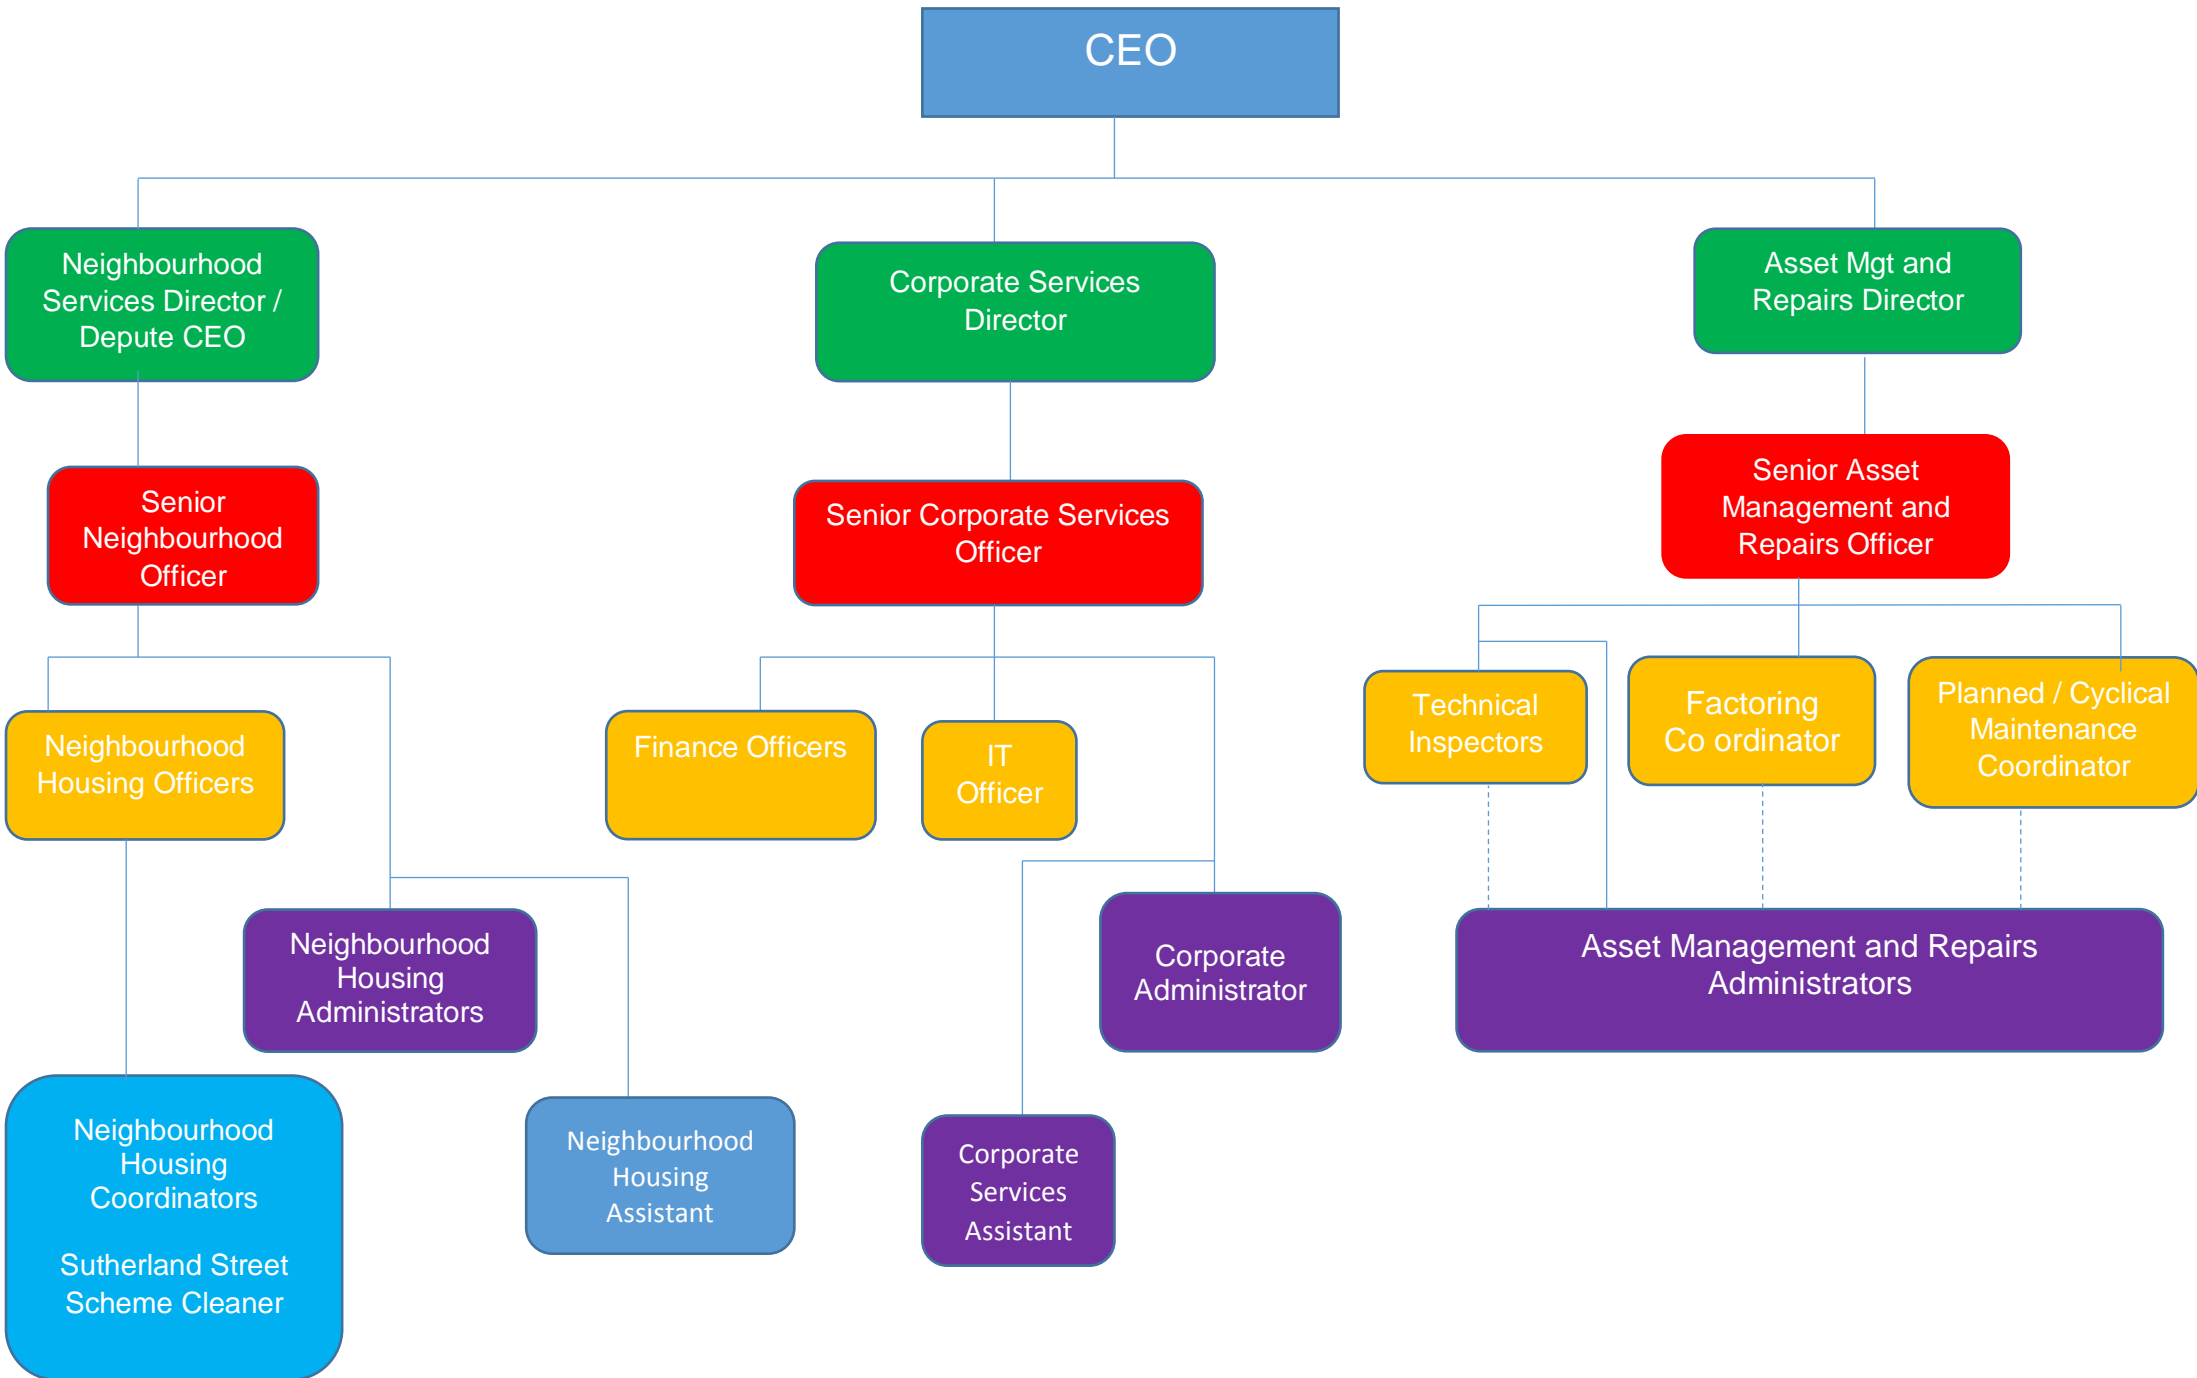 CEO
Neighbourhood
Services Director /
Depute CEO
Corporate Services
Director
Asset Mgt and
Repairs Director
Senior
Neighbourhood
Officer
Senior Corporate Services
Officer
Senior Asset
Management and
Repairs Officer
Neighbourhood
Housing Officers
Finance Officers
IT
Officer
Technical
Inspectors
Factoring
Co ordinator
Planned / Cyclical
Maintenance
Coordinator
Neighbourhood
Housing
Administrators
Corporate
Administrator
Asset Management and Repairs
Administrators
Neighbourhood
Housing
Coordinators
Sutherland Street
Scheme Cleaner
Neighbourhood
Housing
Assistant
Corporate
Services
Assistant